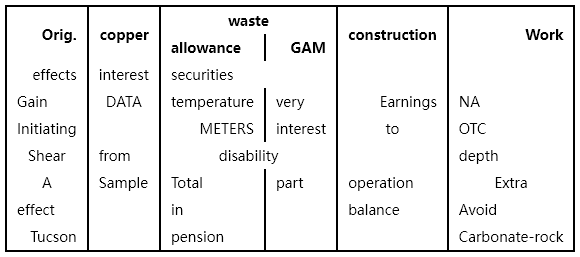 Orig. copper waste construction Work
allowance GAM
effects interest securities
Gain DATA temperature very Earnings NA
Initiating METERS interest to OTC
Shear from disability depth
A Sample Total part operation Extra
effect in balance Avoid
Tucson pension Carbonate-rock